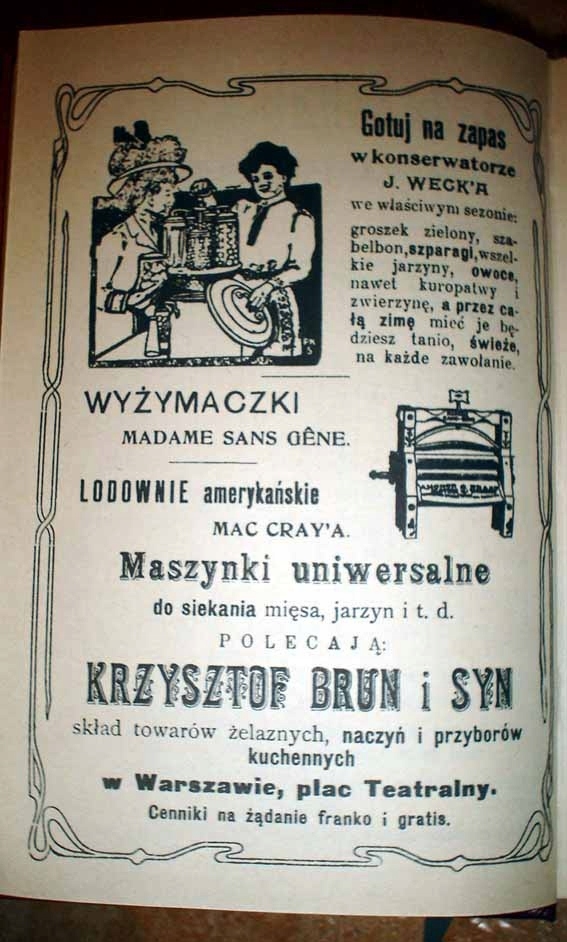 Gotuj na zapas
w konserwatorze
J. WECK'A
we właściwym sezonie:
groszek zielony, sza-
belbon, szparagi, wszel-
kie jarzyny, owoce,
nawet kuropatwy i
zwierzynę, a przez ca-
łą zimę mieć je bę-
dziesz tanio, świeże,
na każde zawołanie.
WYŻYMACZKI
MADAME SANS GÊNE.
LODOWNIE amerykańskie
MAC CRAY'A.
Maszynki uniwersalne
do siekania mięsa, jarzyn i t. d.
POLECAJĄ:
KRZYSZTOF BRUN i SYN
skład towarów żelaznych, naczyń i przyborów
kuchennych
w Warszawie, plac Teatralny.
Cenniki na żądanie franko i gratis.